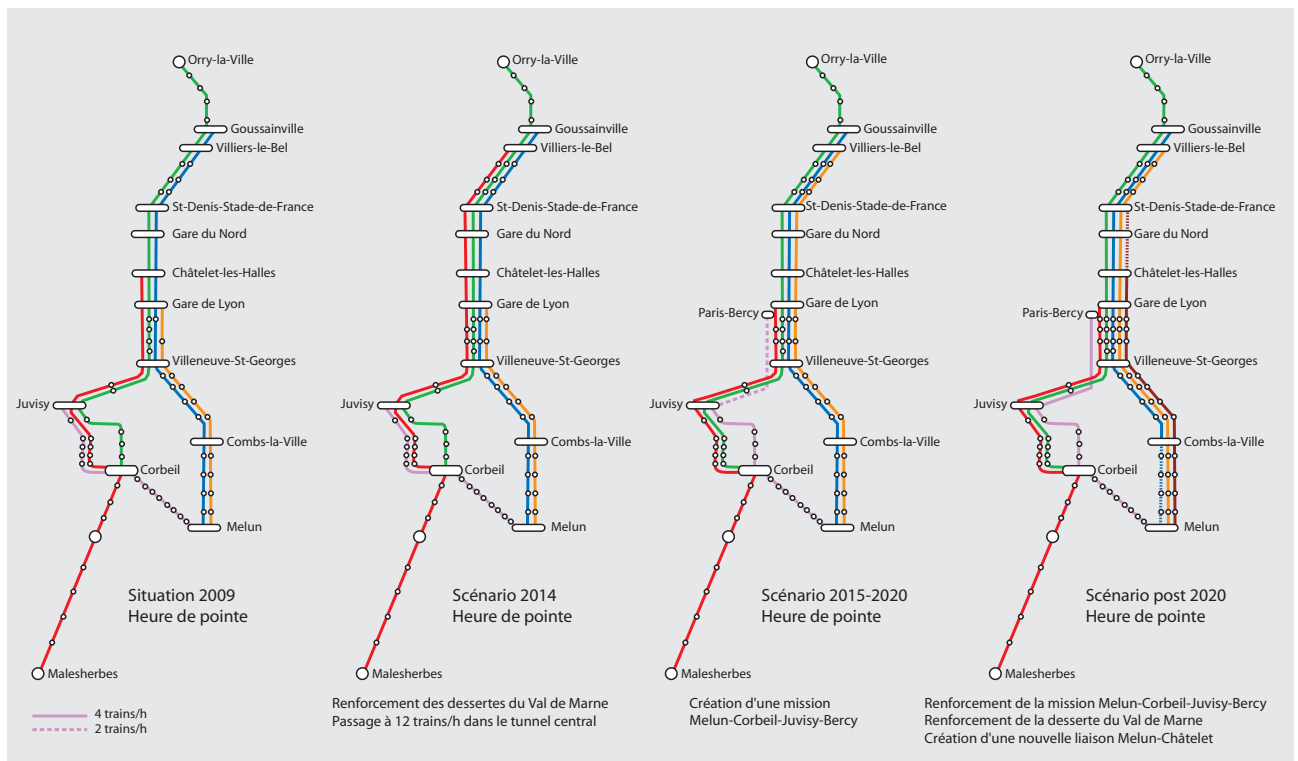 Orry-la-Ville
Goussainville
Villiers-le-Bel
St-Denis-Stade-de-France
Gare du Nord
Châtelet-les-Halles
Gare de Lyon
Villeneuve-St-Georges
Juvisy
Combs-la-Ville
Corbeil
Melun
Situation 2009
Heure de pointe
Malesherbes
4 trains/h
2 trains/h
Orry-la-Ville
Goussainville
Villiers-le-Bel
St-Denis-Stade-de-France
Gare du Nord
Châtelet-les-Halles
Gare de Lyon
Villeneuve-St-Georges
Juvisy
Combs-la-Ville
Corbeil
Melun
Scénario 2014
Heure de pointe
Malesherbes
Renforcement des dessertes du Val de Marne
Passage à 12 trains/h dans le tunnel central
Orry-la-Ville
Goussainville
Villiers-le-Bel
St-Denis-Stade-de-France
Gare du Nord
Châtelet-les-Halles
Gare de Lyon
Paris-Bercy
Villeneuve-St-Georges
Juvisy
Combs-la-Ville
Corbeil
Melun
Scénario 2015-2020
Heure de pointe
Malesherbes
Création d'une mission
Melun-Corbeil-Juvisy-Bercy
Orry-la-Ville
Goussainville
Villiers-le-Bel
St-Denis-Stade-de-France
Gare du Nord
Châtelet-les-Halles
Gare de Lyon
Paris-Bercy
Villeneuve-St-Georges
Juvisy
Combs-la-Ville
Corbeil
Melun
Scénario post 2020
Heure de pointe
Malesherbes
Renforcement de la mission Melun-Corbeil-Juvisy-Bercy
Renforcement de la desserte du Val de Marne
Création d'une nouvelle liaison Melun-Châtelet